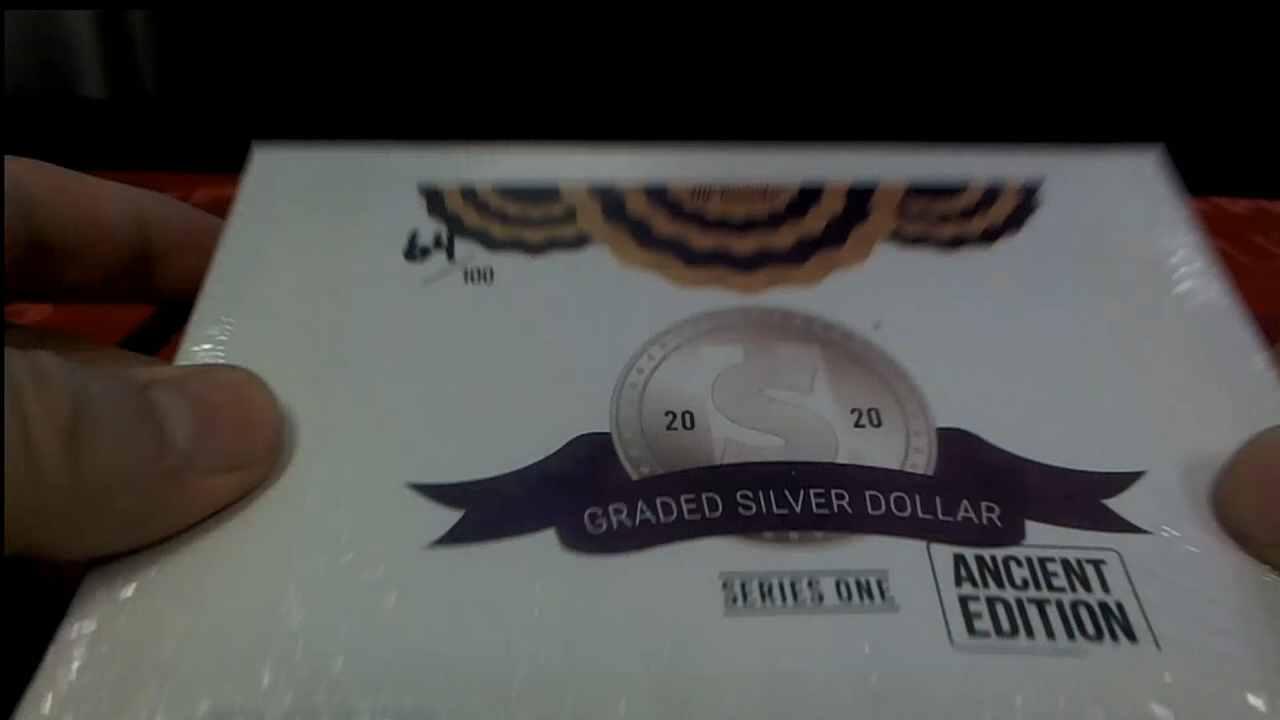 64
100
20 S 20
GRADED SILVER DOLLAR
SERIES ONE
ANCIENT
EDITION